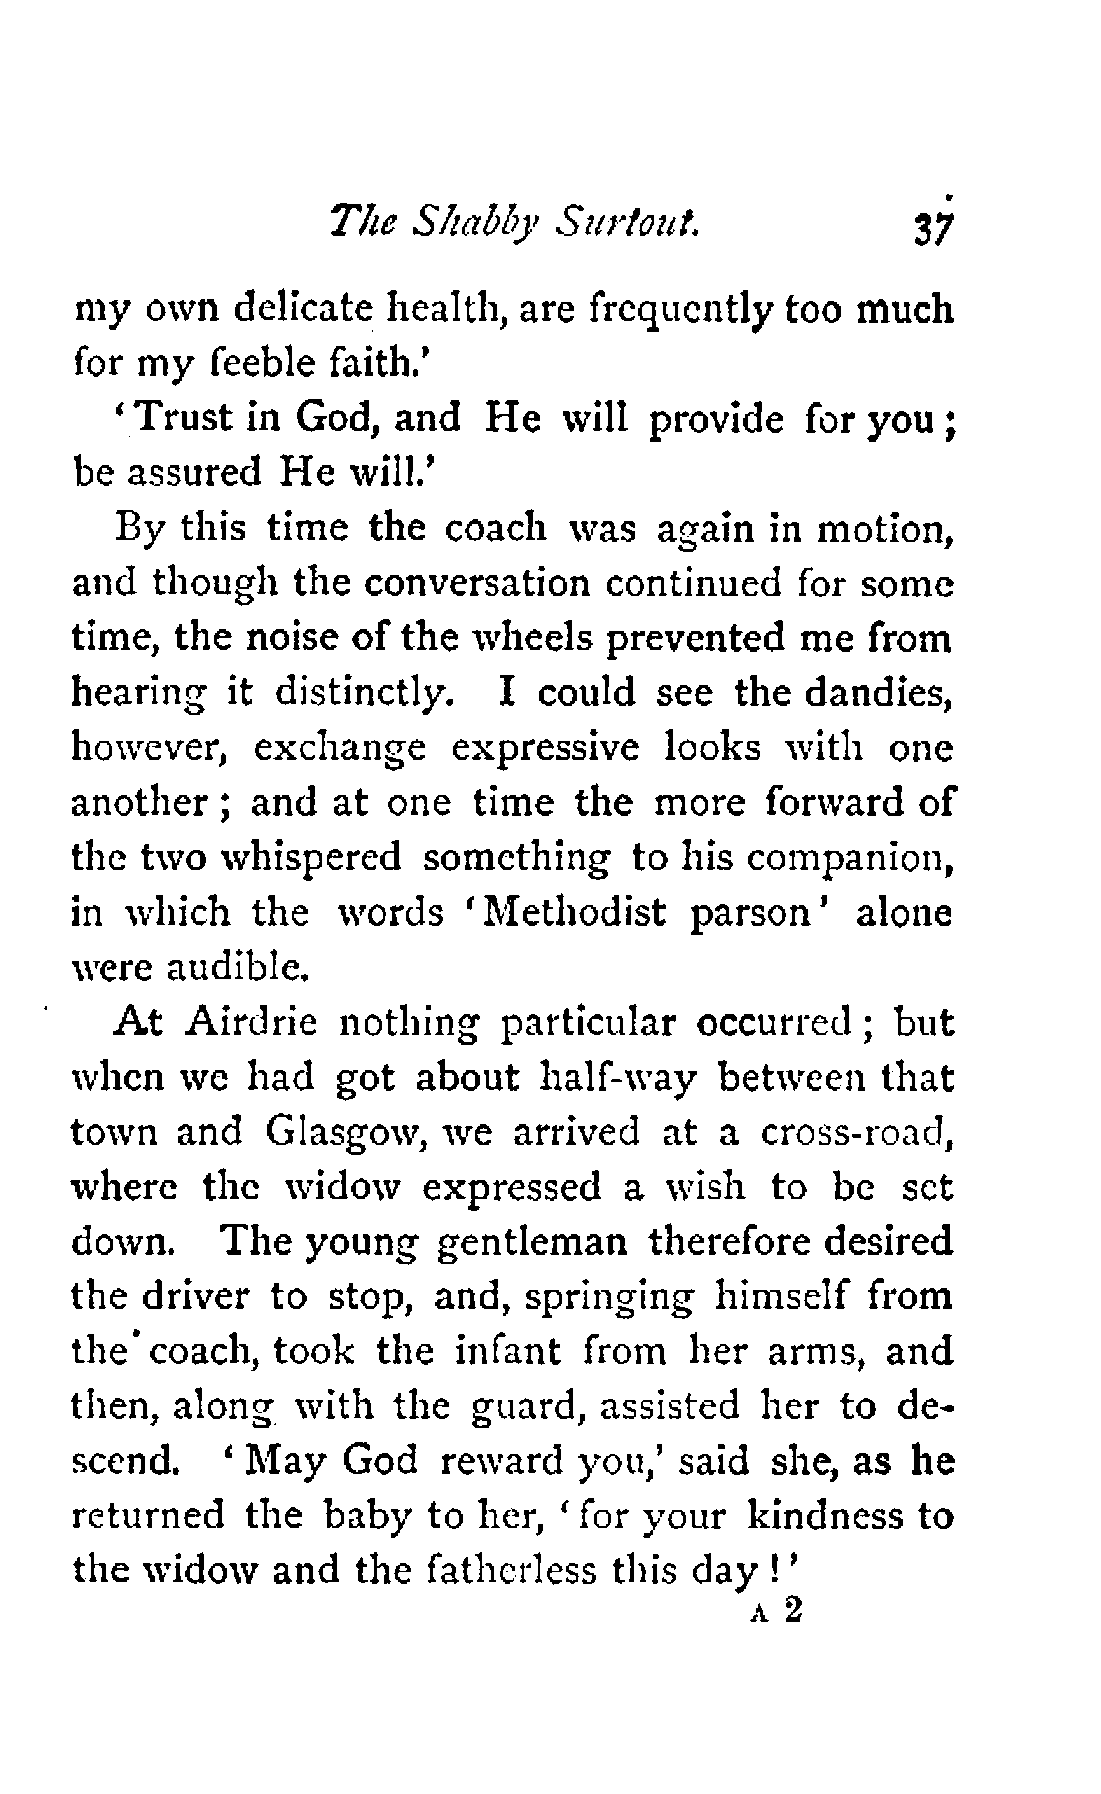 The Shabby Surtout. 37
my own delicate health, are frequently too much
for my feeble faith.'
'Trust in God, and He will provide for you;
be assured He will.'
By this time the coach was again in motion,
and though the conversation continued for some
time, the noise of the wheels prevented me from
hearing it distinctly. I could see the dandies,
however, exchange expressive looks with one
another; and at one time the more forward of
the two whispered something to his companion,
in which the words 'Methodist parson' alone
were audible.
At Airdrie nothing particular occurred; but
when we had got about half-way between that
town and Glasgow, we arrived at a cross-road,
where the widow expressed a wish to be set
down. The young gentleman therefore desired
the driver to stop, and, springing himself from
the coach, took the infant from her arms, and
then, along with the guard, assisted her to de-
scend. 'May God reward you,' said she, as he
returned the baby to her, 'for your kindness to
the widow and the fatherless this day!'
A 2